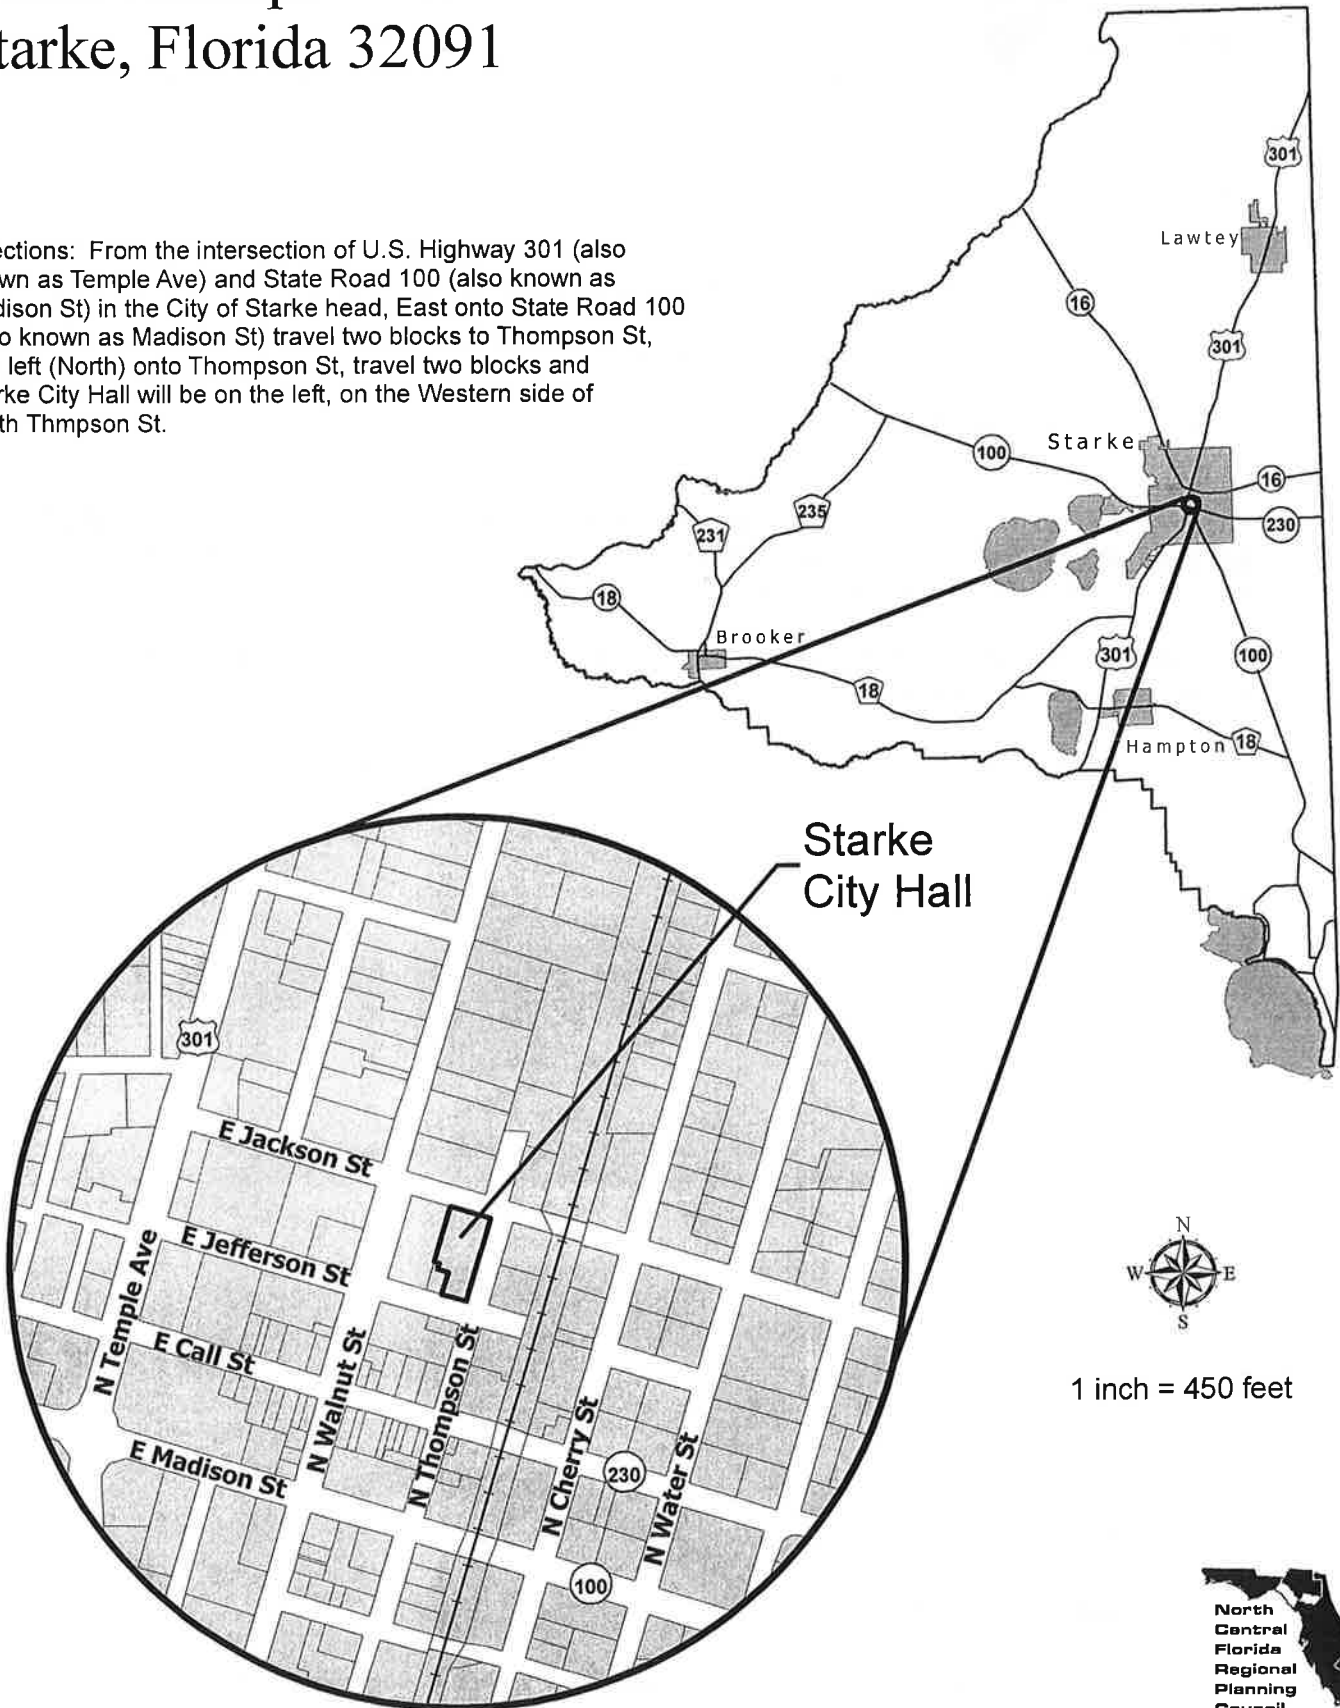 tarke, Florida 32091
ections: From the intersection of U.S. Highway 301 (also
wn as Temple Ave) and State Road 100 (also known as
dison St) in the City of Starke head, East onto State Road 100
o known as Madison St) travel two blocks to Thompson St,
left (North) onto Thompson St, travel two blocks and
rke City Hall will be on the left, on the Western side of
th Thmpson St.
301
Lawtey
16
301
Starke
100
16
235
231
230
18
Brooker
301
100
18
Hampton
18
Starke
City Hall
301
E Jackson St
E Jefferson St
N Temple Ave
E Call St
N Walnut St
N Thompson St
E Madison St
N Cherry St
230
N Water St
100
N
W
E
S
1 inch = 450 feet
North
Central
Florida
Regional
Planning
Council